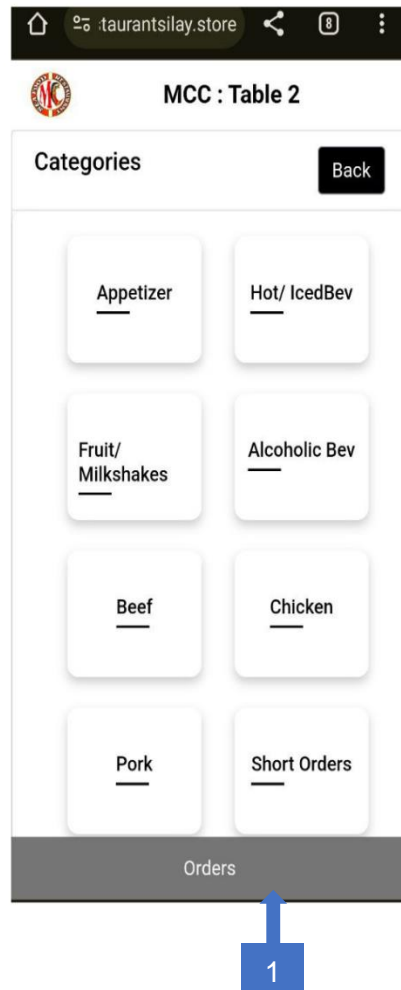 :taurantsilay.store 8
MCC
MCC : Table 2
Categories
Back
Appetizer
Hot/ IcedBev
Fruit/
Milkshakes
Alcoholic Bev
Beef
Chicken
Pork
Short Orders
Orders
1